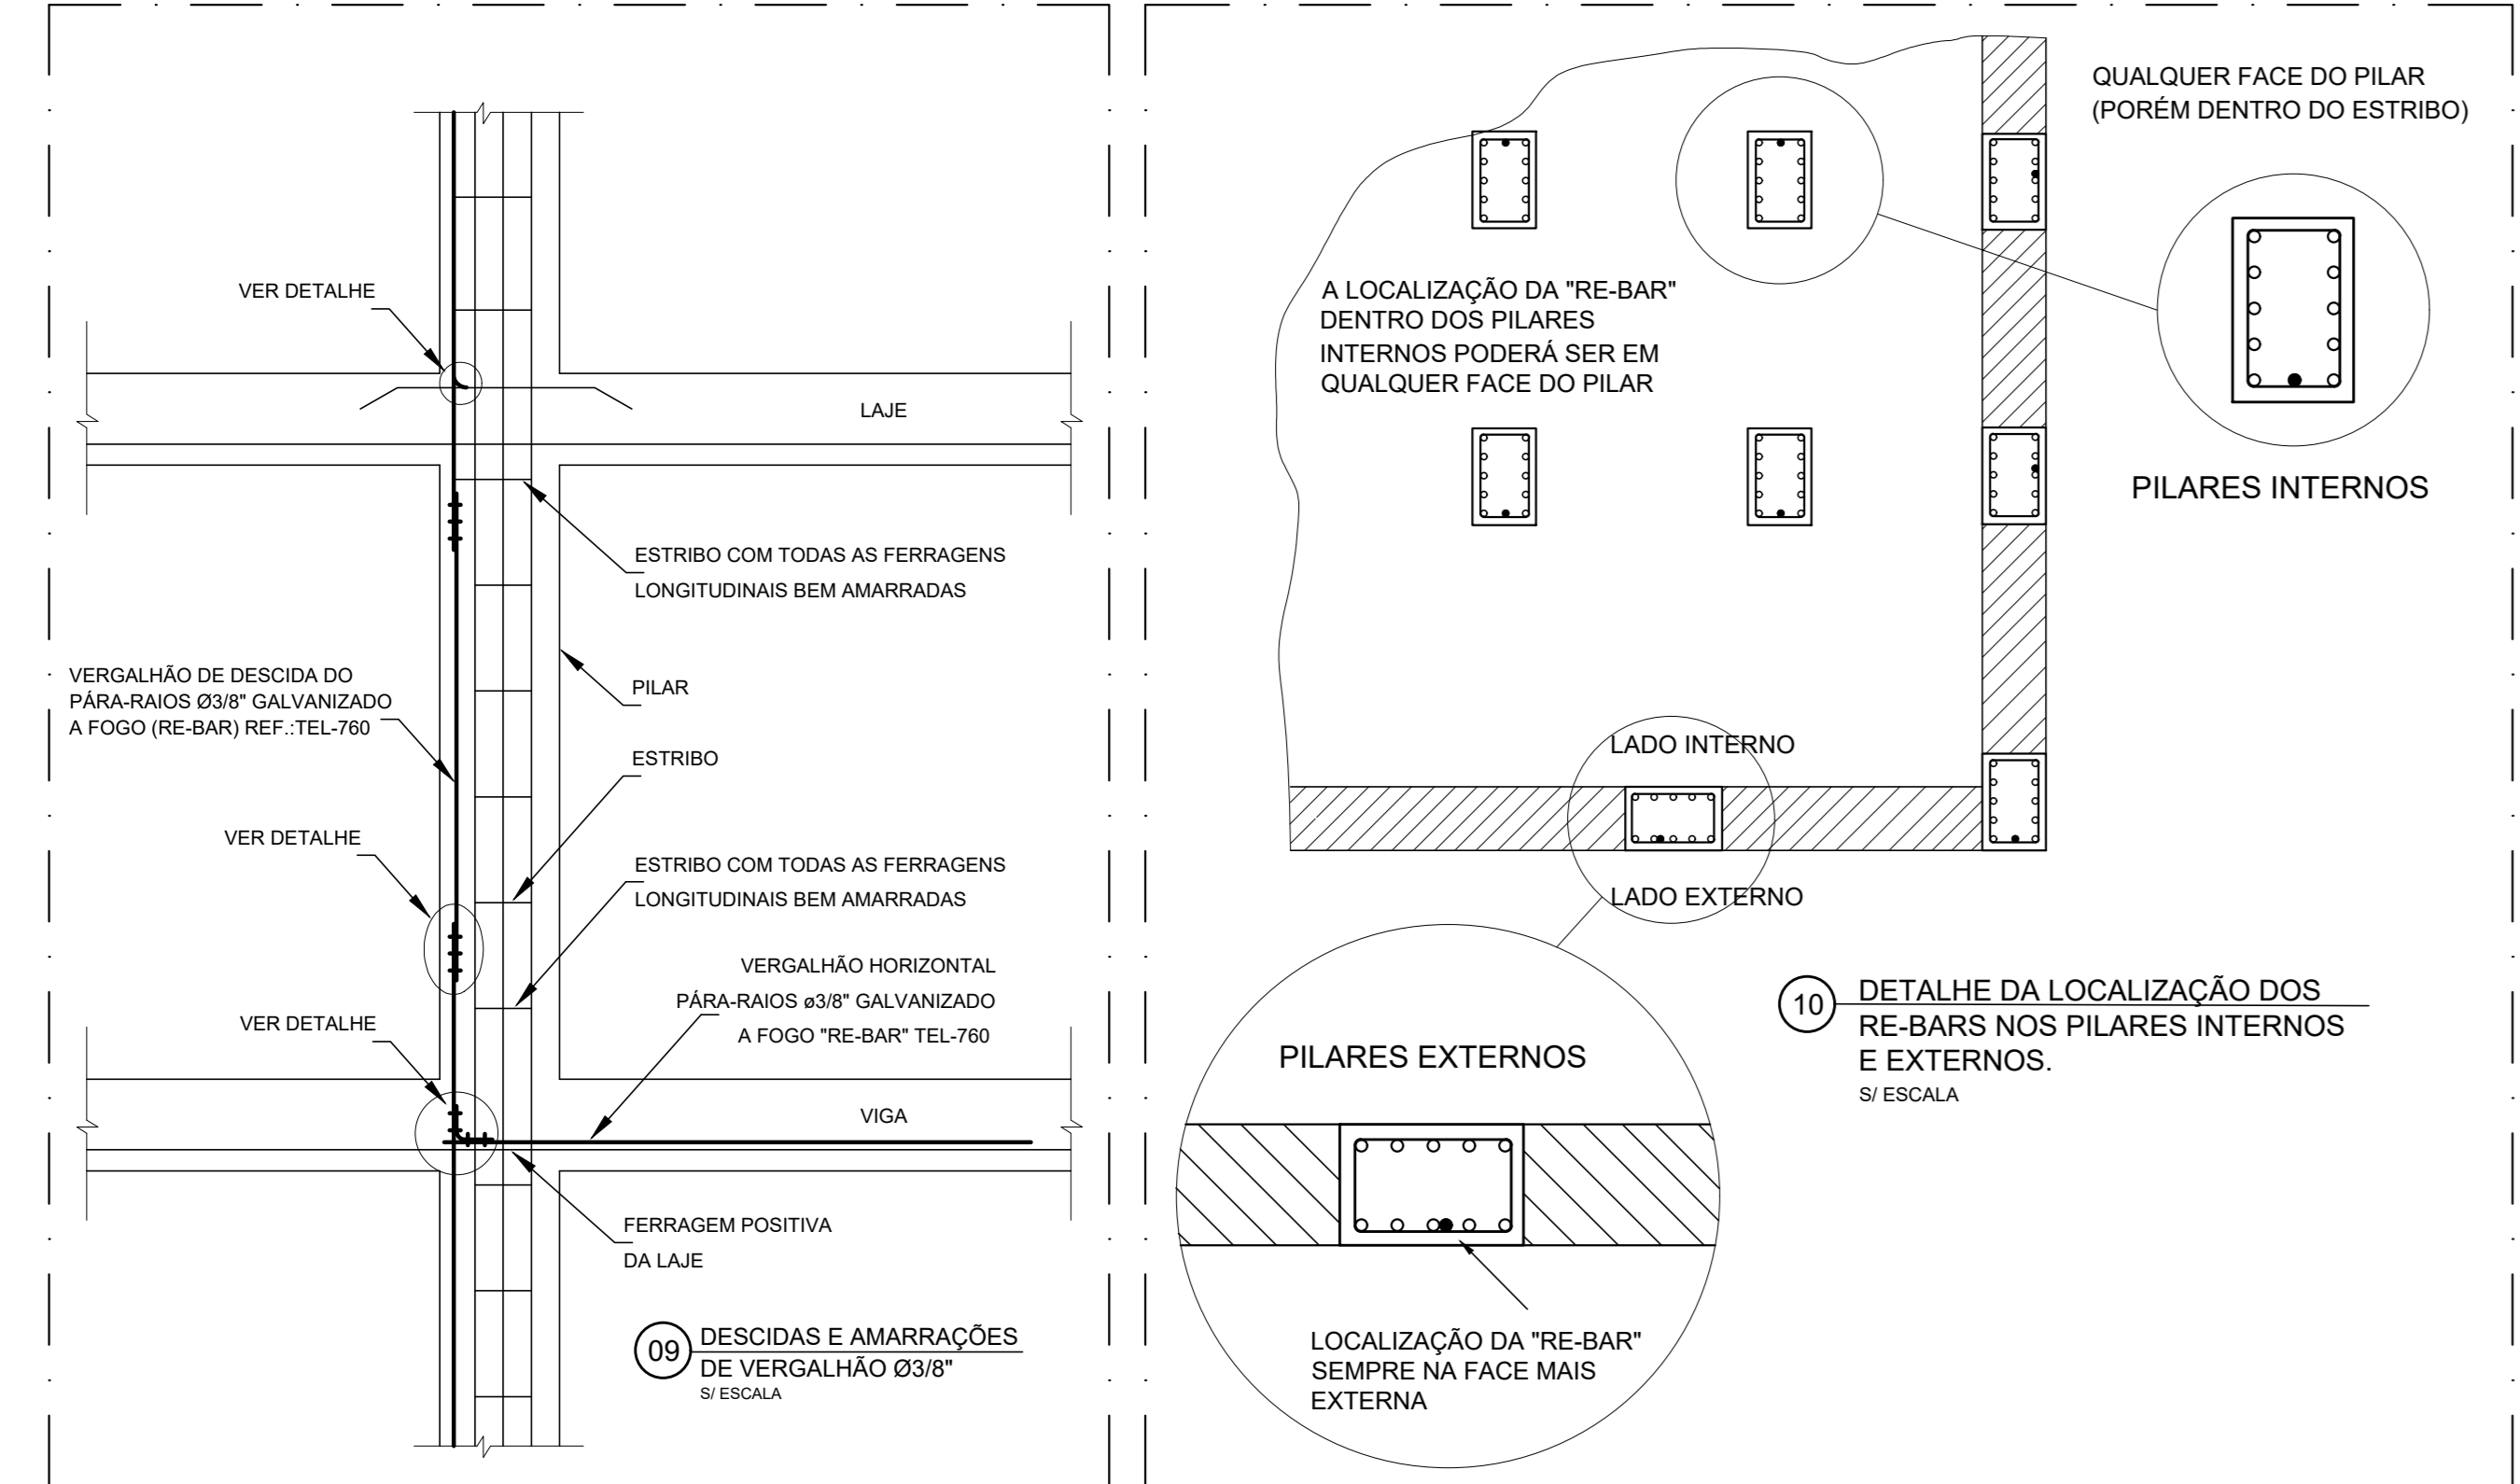 VER DETALHE
LAJE
ESTRIBO COM TODAS AS FERRAGENS
LONGITUDINAIS BEM AMARRADAS
VERGALHÃO DE DESCIDA DO
PÁRA-RAIOS Ø3/8" GALVANIZADO
A FOGO (RE-BAR) REF.:TEL-760
PILAR
ESTRIBO
VER DETALHE
ESTRIBO COM TODAS AS FERRAGENS
LONGITUDINAIS BEM AMARRADAS
VERGALHÃO HORIZONTAL
PÁRA-RAIOS ø3/8" GALVANIZADO
A FOGO "RE-BAR" TEL-760
VER DETALHE
VIGA
FERRAGEM POSITIVA
DA LAJE
09 DESCIDAS E AMARRAÇÕES
DE VERGALHÃO Ø3/8"
S/ ESCALA
QUALQUER FACE DO PILAR
(PORÉM DENTRO DO ESTRIBO)
A LOCALIZAÇÃO DA "RE-BAR"
DENTRO DOS PILARES
INTERNOS PODERÁ SER EM
QUALQUER FACE DO PILAR
PILARES INTERNOS
LADO INTERNO
LADO EXTERNO
10 DETALHE DA LOCALIZAÇÃO DOS
RE-BARS NOS PILARES INTERNOS
E EXTERNOS.
S/ ESCALA
PILARES EXTERNOS
LOCALIZAÇÃO DA "RE-BAR"
SEMPRE NA FACE MAIS
EXTERNA